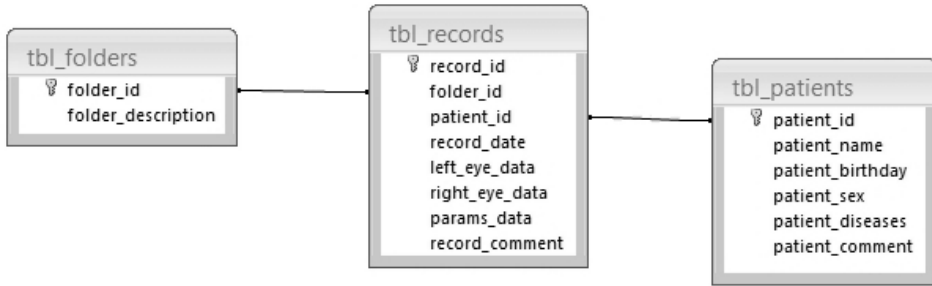 tbl_folders
folder_id
folder_description
tbl_records
record_id
folder_id
patient_id
record_date
left_eye_data
right_eye_data
params_data
record_comment
tbl_patients
patient_id
patient_name
patient_birthday
patient_sex
patient_diseases
patient_comment